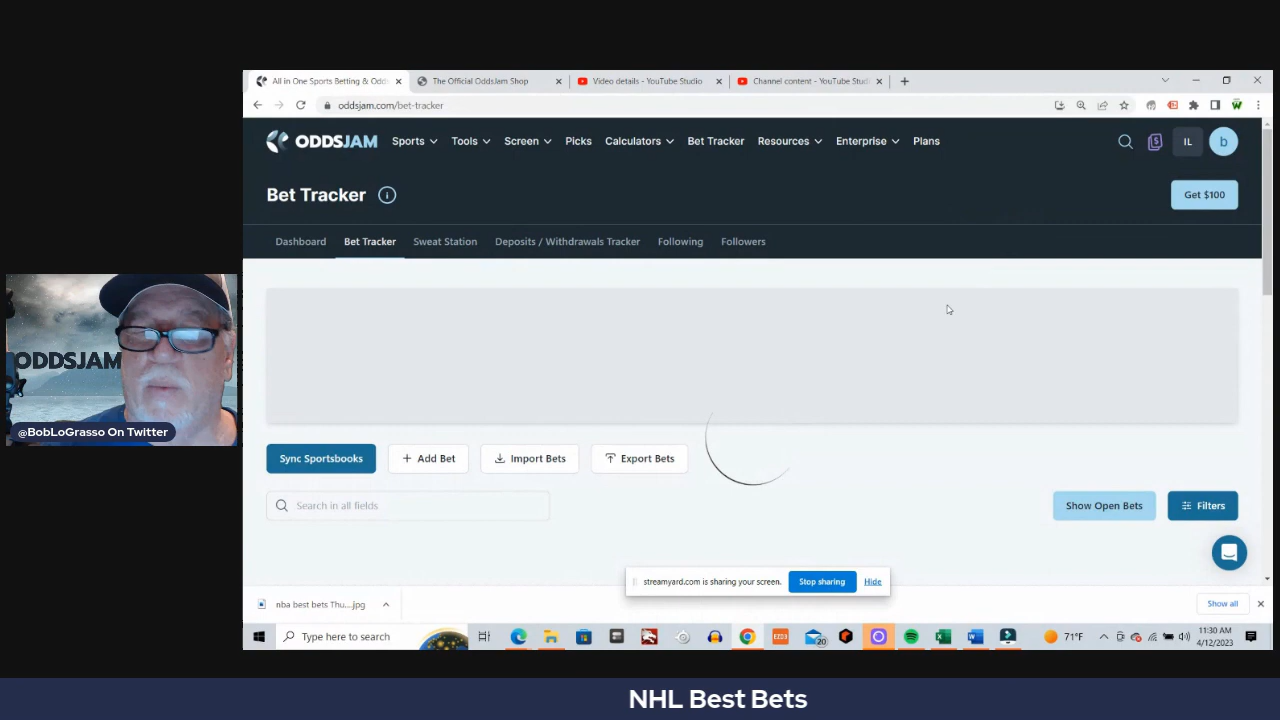 All in One Sports Betting & Odds
The Official OddsJam Shop
Video details - YouTube Studio
Channel content - YouTube Stud
oddsjam.com/bet-tracker
ODDSJAM
Sports
Tools
Screen
Picks
Calculators
Bet Tracker
Resources
Enterprise
Plans
IL
b
Bet Tracker
Get $100
Dashboard
Bet Tracker
Sweat Station
Deposits / Withdrawals Tracker
Following
Followers
ODDSJAM
@BobLoGrasso On Twitter
Sync Sportsbooks
Add Bet
Import Bets
Export Bets
Search in all fields
Show Open Bets
Filters
streamyard.com is sharing your screen.
Stop sharing
Hide
nba best bets Thu....jpg
Show all
Type here to search
EZD3
20
71°F
11:30 AM
4/12/2023
NHL Best Bets